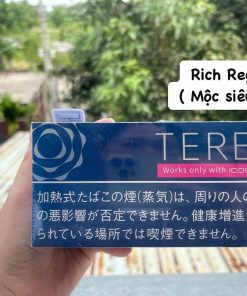 Rich Reg
( Mộc siêu
TERE
Works only with IQOS
加熱式たばこの煙(蒸気)は、周りの人の
の悪影響が否定できません。健康増進
られている場所では喫煙できません。